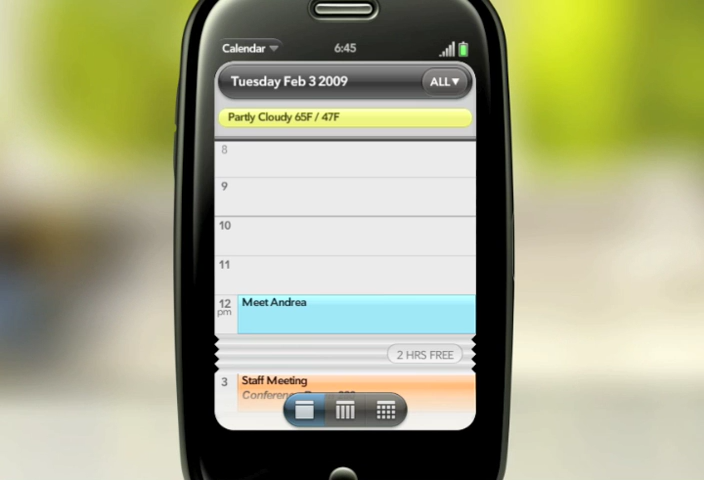 Calendar 6:45
Tuesday Feb 3 2009 ALL
Partly Cloudy 65F / 47F
8
9
10
11
12 Meet Andrea
pm
2 HRS FREE
3 Staff Meeting